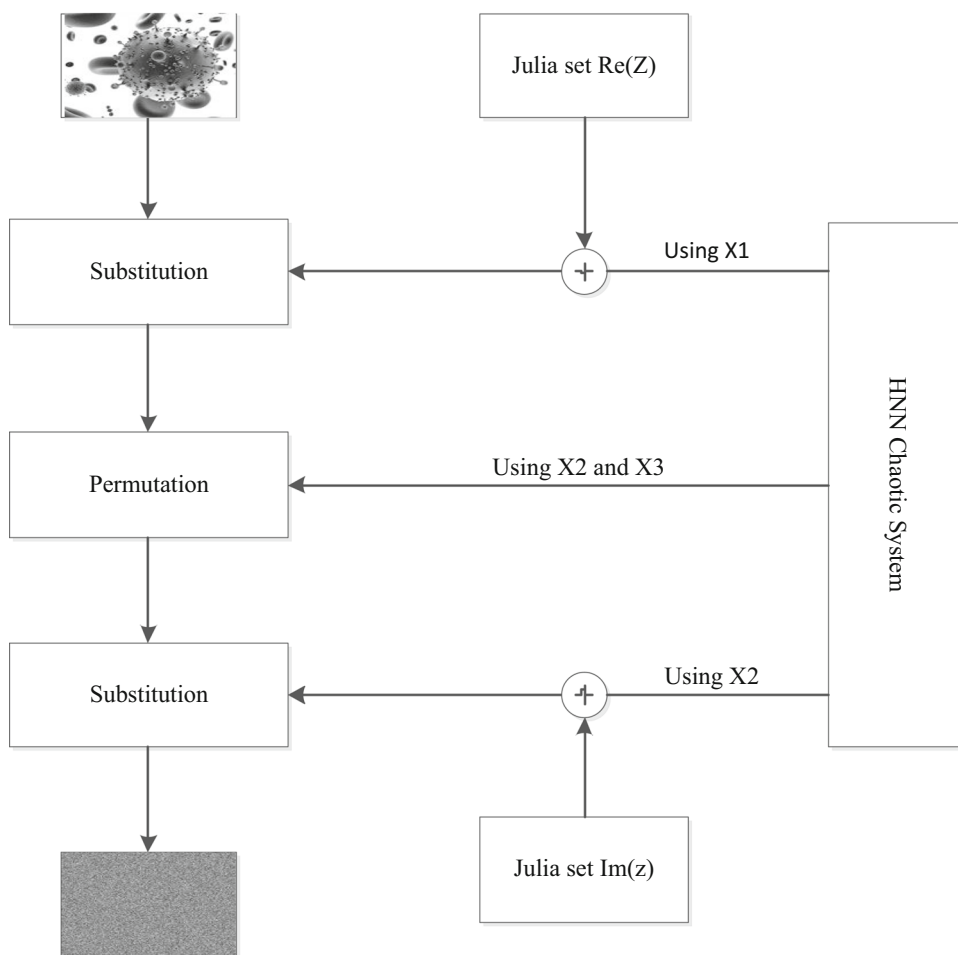 Julia set Re(Z)
Substitution
Using X1
HNN Chaotic System
Permutation
Using X2 and X3
Substitution
Using X2
Julia set Im(z)